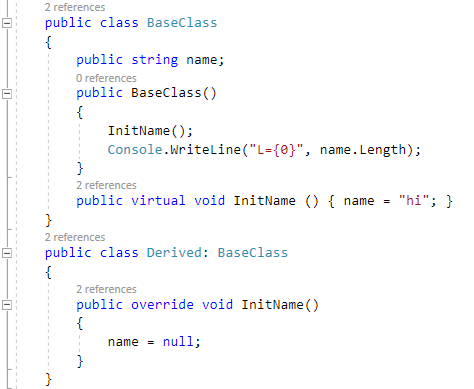 2 references
public class BaseClass
{
public string name;
0 references
public BaseClass()
{
InitName();
Console.WriteLine("L={0}", name.Length);
}
2 references
public virtual void InitName () { name = "hi"; }
}
2 references
public class Derived: BaseClass
{
2 references
public override void InitName()
{
name = null;
}
}